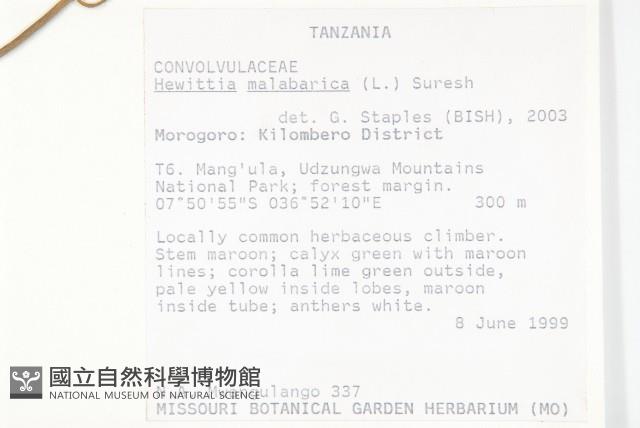 TANZANIA
CONVOLVULACEAE
Hewittia malabarica (L.) Suresh
det. G. Staples (BISH), 2003
Morogoro: Kilombero District
T6. Mang'ula, Udzungwa Mountains
National Park; forest margin.
07°50'55"S 036°52'10"E 300 m
Locally common herbaceous climber.
Stem maroon; calyx green with maroon
lines; corolla lime green outside,
pale yellow inside lobes, maroon
inside tube; anthers white.
8 June 1999
337
MISSOURI BOTANICAL GARDEN HERBARIUM (MO)
國立自然科學博物館
NATIONAL MUSEUM OF NATURAL SCIENCE